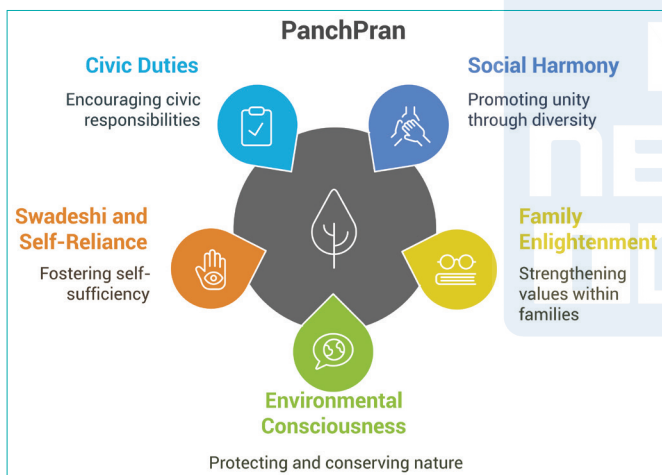 PanchPran
Civic Duties
Encouraging civic
responsibilities
Social Harmony
Promoting unity
through diversity
Swadeshi and
Self-Reliance
Fostering self-
sufficiency
Family
Enlightenment
Strengthening
values within
families
Environmental
Consciousness
Protecting and conserving nature